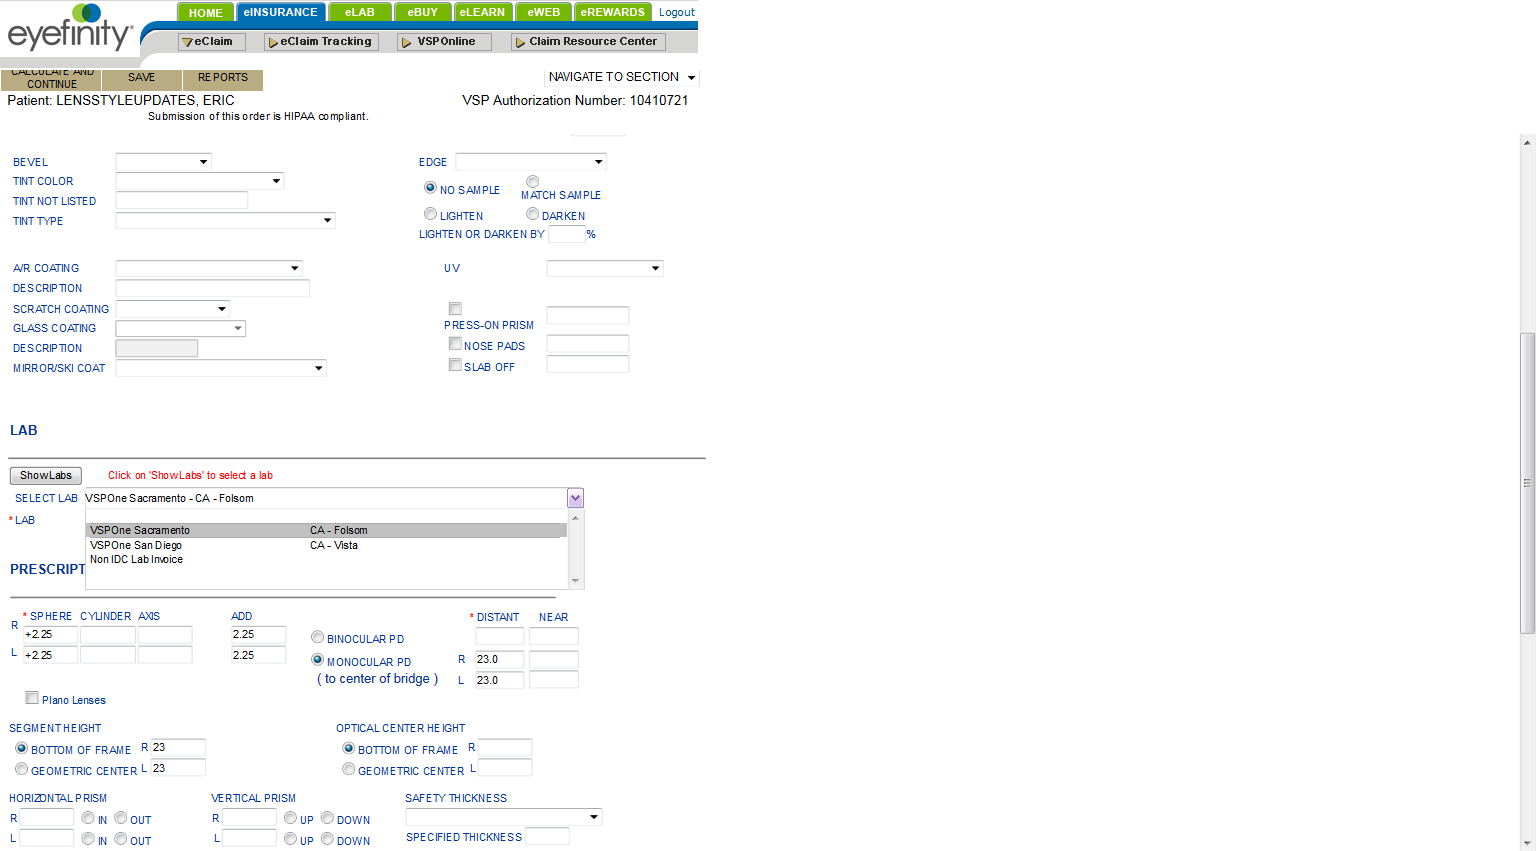 eyefinity
HOME eINSURANCE eLAB eBUY eLEARN eWEB eREWARDS Logout
eClaim eClaim Tracking VSPOnline Claim Resource Center
CALCULATE AND CONTINUE SAVE REPORTS NAVIGATE TO SECTION
Patient: LENSSTYLEUPDATES, ERIC VSP Authorization Number: 10410721
Submission of this order is HIPAA compliant.
BEVEL EDGE
TINT COLOR
NO SAMPLE MATCH SAMPLE
TINT NOT LISTED
TINT TYPE LIGHTEN DARKEN
LIGHTEN OR DARKEN BY %
A/R COATING UV
DESCRIPTION
SCRATCH COATING
GLASS COATING PRESS-ON PRISM
DESCRIPTION NOSE PADS
MIRROR/SKI COAT SLAB OFF
LAB
Show Labs Click on 'Show Labs' to select a lab
SELECT LAB VSPOne Sacramento - CA - Folsom
* LAB
VSPOne Sacramento CA - Folsom
VSPOne San Diego CA - Vista
Non IDC Lab Invoice
PRESCRIPT
* SPHERE CYLINDER AXIS ADD * DISTANT NEAR
R +2.25 2.25 BINOCULAR PD
L +2.25 2.25 MONOCULAR PD R 23.0
( to center of bridge ) L 23.0
Plano Lenses
SEGMENT HEIGHT OPTICAL CENTER HEIGHT
BOTTOM OF FRAME R 23 BOTTOM OF FRAME R
GEOMETRIC CENTER L 23 GEOMETRIC CENTER L
HORIZONTAL PRISM VERTICAL PRISM SAFETY THICKNESS
R IN OUT R UP DOWN
L IN OUT L UP DOWN SPECIFIED THICKNESS